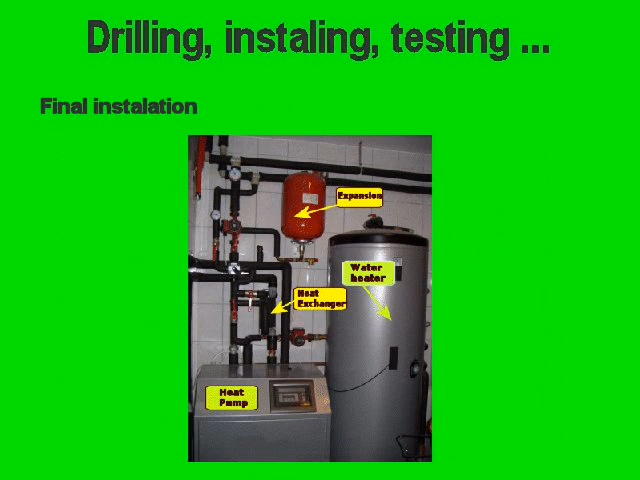 Drilling, instaling, testing ...
Final instalation
Expansion
Water
heater
Heat
Exchanger
Heat
Pump